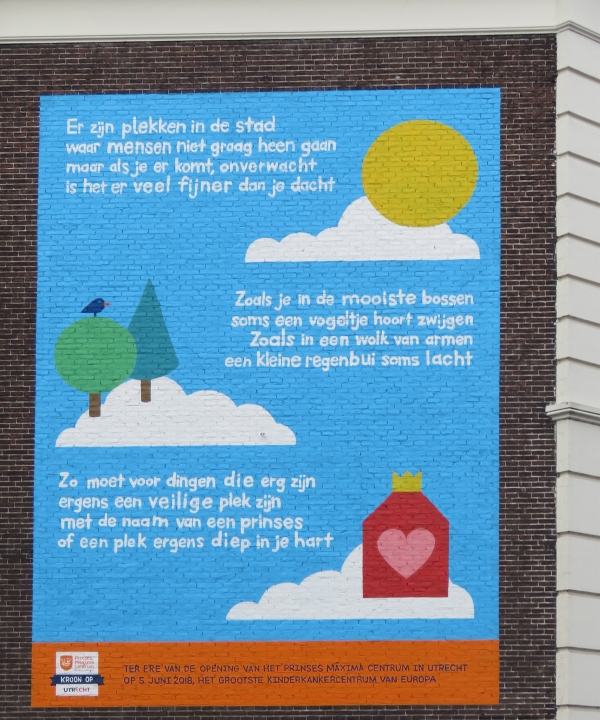 Er zijn plekken in de stad
waar mensen niet graag heen gaan
maar als je er komt, onverwacht
is het er veel fijner dan je dacht
Zoals je in de mooiste bossen
soms een vogeltje hoort zwijgen
Zoals in een wolk van armen
een kleine regenbui soms lacht
Zo moet voor dingen die erg zijn
ergens een veilige plek zijn
met de naam van een prinses
of een plek ergens diep in je hart
PRINSES
MÁXIMA
CENTRUM
KROON OP
UTRECHT
TER ERE VAN DE OPENING VAN HET PRINSES MÁXIMA CENTRUM IN UTRECHT
OP 5 JUNI 2018, HET GROOTSTE KINDERKANKERCENTRUM VAN EUROPA